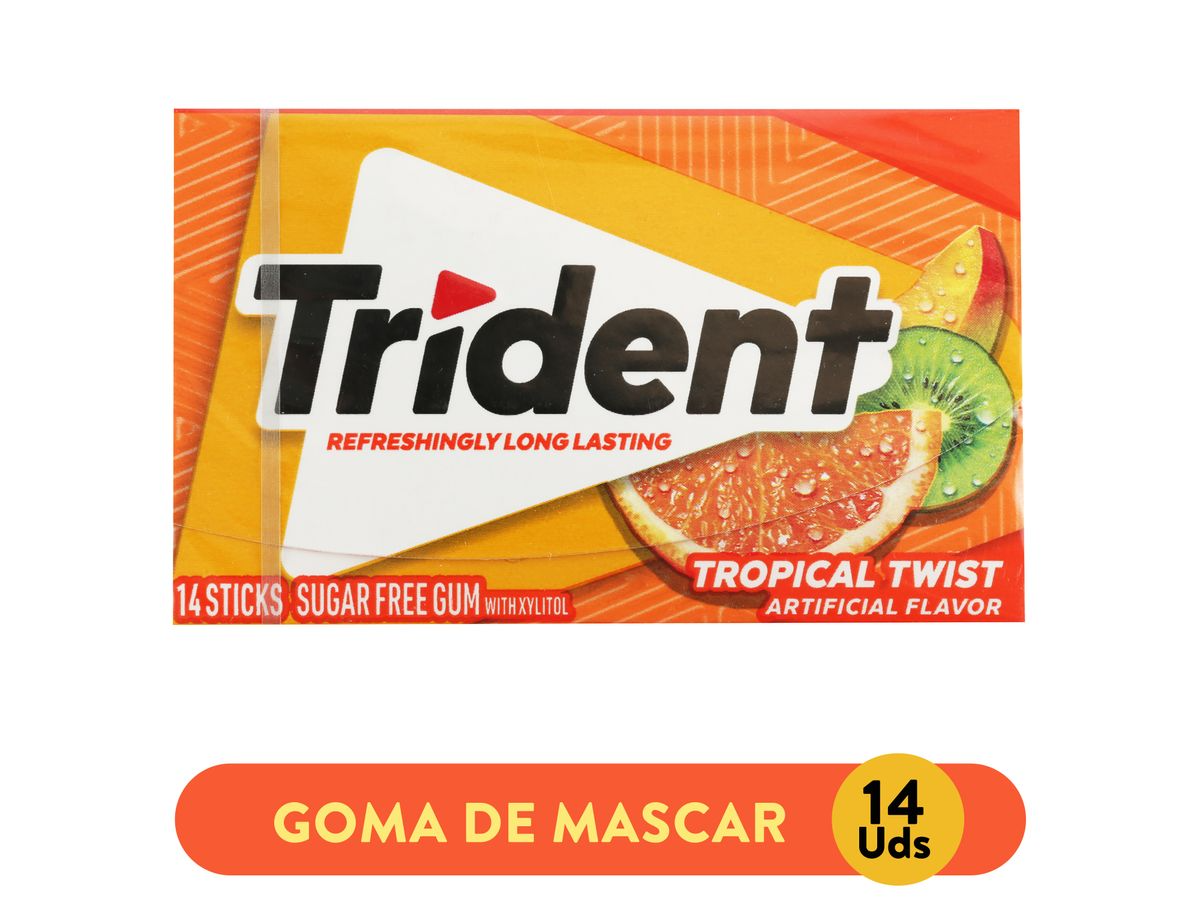 Trident
REFRESHINGLY LONG LASTING
TROPICAL TWIST
ARTIFICIAL FLAVOR
14 STICKS SUGAR FREE GUM WITH XYLITOL
GOMA DE MASCAR
14
Uds